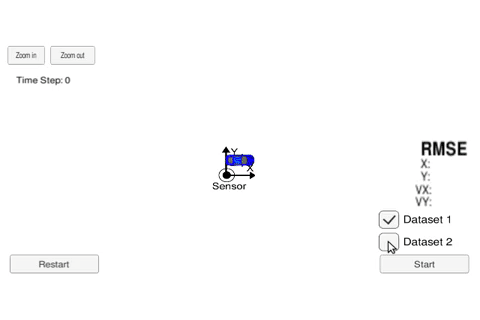 Zoom in
Zoom out
Time Step: 0
Y
X
Sensor
RMSE
X:
Y:
VX:
VY:
Dataset 1
Dataset 2
Restart
Start